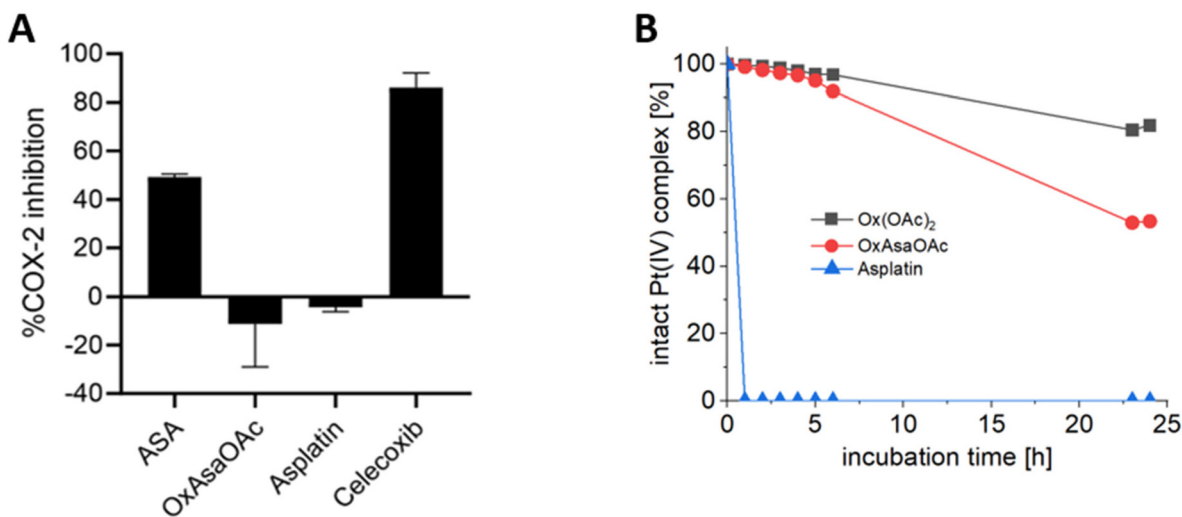 A
%COX-2 inhibition
100
80
60
40
20
0
-20
-40
ASA
OxAsaOAc
Asplatin
Celecoxib
B
intact Pt(IV) complex [%]
100
80
60
40
20
0
Ox(OAc)₂
OxAsaOAc
Asplatin
0 5 10 15 20 25
incubation time [h]